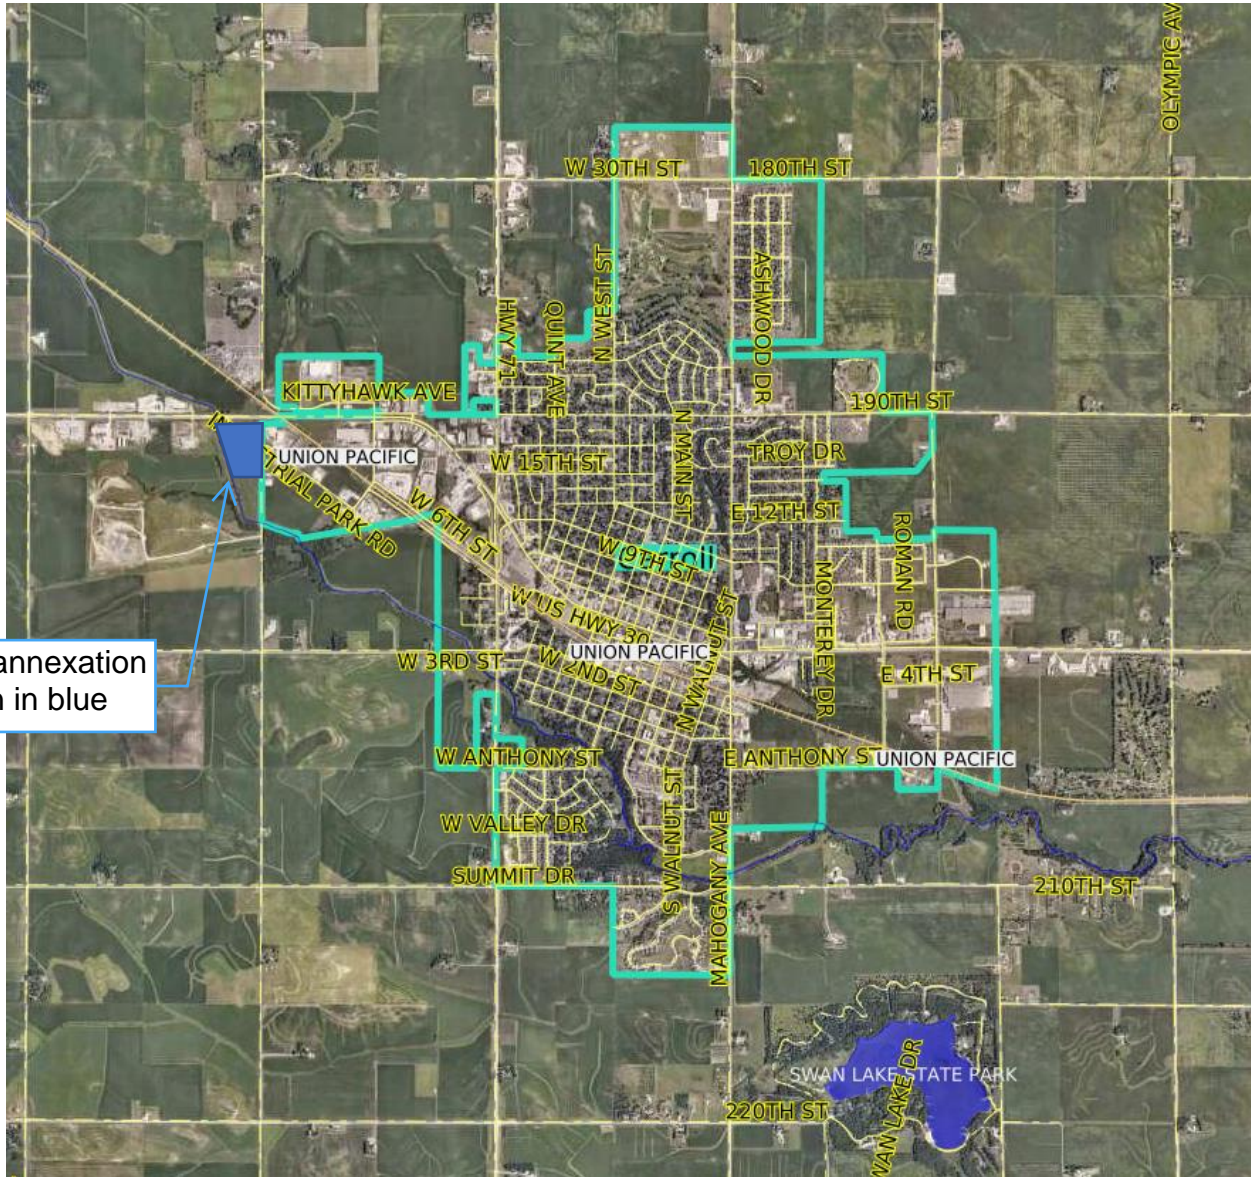 OLYMPIC AV
W 30TH ST
180TH ST
N WEST ST
ASHWOOD DR
HWY 71
QUINT AVE
KITTYHAWK AVE
190TH ST
N MAIN ST
TROY DR
UNION PACIFIC
W 15TH ST
TRIAL PARK RD
W 6TH ST
E 12TH ST
ROMAN RD
W 9TH ST
MONTEREY DR
W US HWY 30
N WALNUT ST
annexation
in blue
W 3RD ST
UNION PACIFIC
W 2ND ST
E 4TH ST
W ANTHONY ST
E ANTHONY ST
UNION PACIFIC
S WALNUT ST
W VALLEY DR
MAHOGANY AVE
SUMMIT DR
210TH ST
SWAN LAKE STATE PARK
WAN LAKE DR
220TH ST